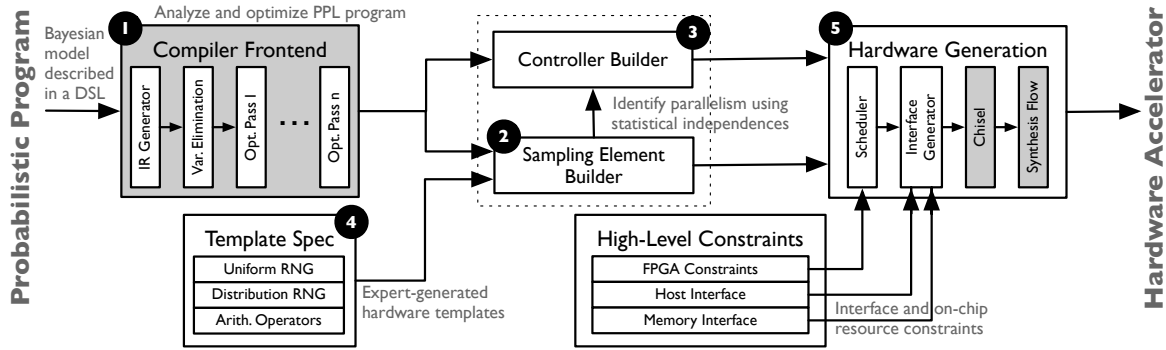 Probabilistic Program
Bayesian
model
described
in a DSL
Analyze and optimize PPL program
1
Compiler Frontend
IR Generator
Var. Elimination
Opt. Pass 1
...
Opt. Pass n
3
Controller Builder
Identify parallelism using
statistical independences
2
Sampling Element
Builder
4
Template Spec
Uniform RNG
Distribution RNG
Arith. Operators
Expert-generated
hardware templates
High-Level Constraints
FPGA Constraints
Host Interface
Memory Interface
Interface and on-chip
resource constraints
5
Hardware Generation
Scheduler
Interface
Generator
Chisel
Synthesis Flow
Hardware Accelerator